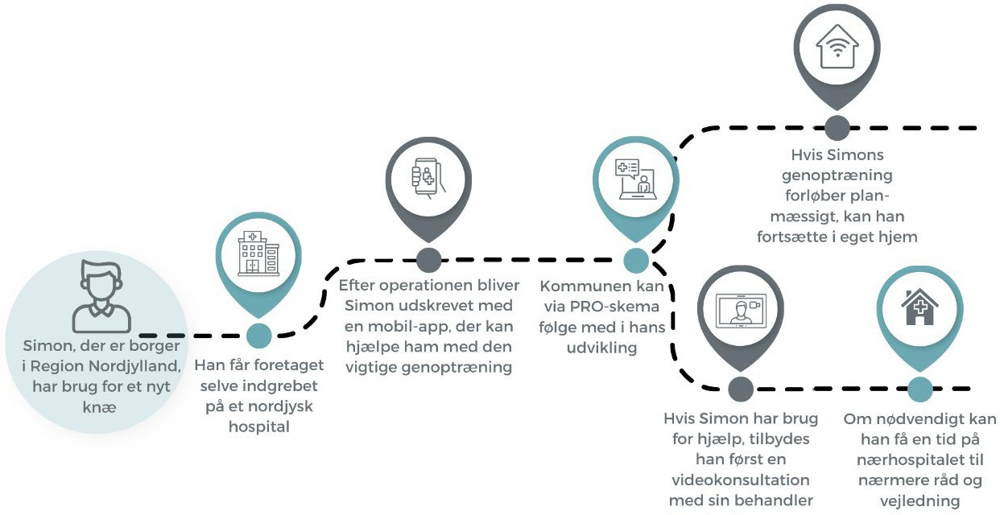 Simon, der er borger
i Region Nordjylland,
har brug for et nyt
knæ
Han får foretaget
selve indgrebet
på et nordjysk
hospital
Efter operationen bliver
Simon udskrevet med
en mobil-app, der kan
hjælpe ham med den
vigtige genoptræning
Kommunen kan
via PRO-skema
følge med i hans
udvikling
Hvis Simons
genoptræning
forløber plan-
mæssigt, kan han
fortsætte i eget hjem
Hvis Simon har brug
for hjælp, tilbydes
han først en
videokonsultation
med sin behandler
Om nødvendigt kan
han få en tid på
nærhospitalet til
nærmere råd og
vejledning